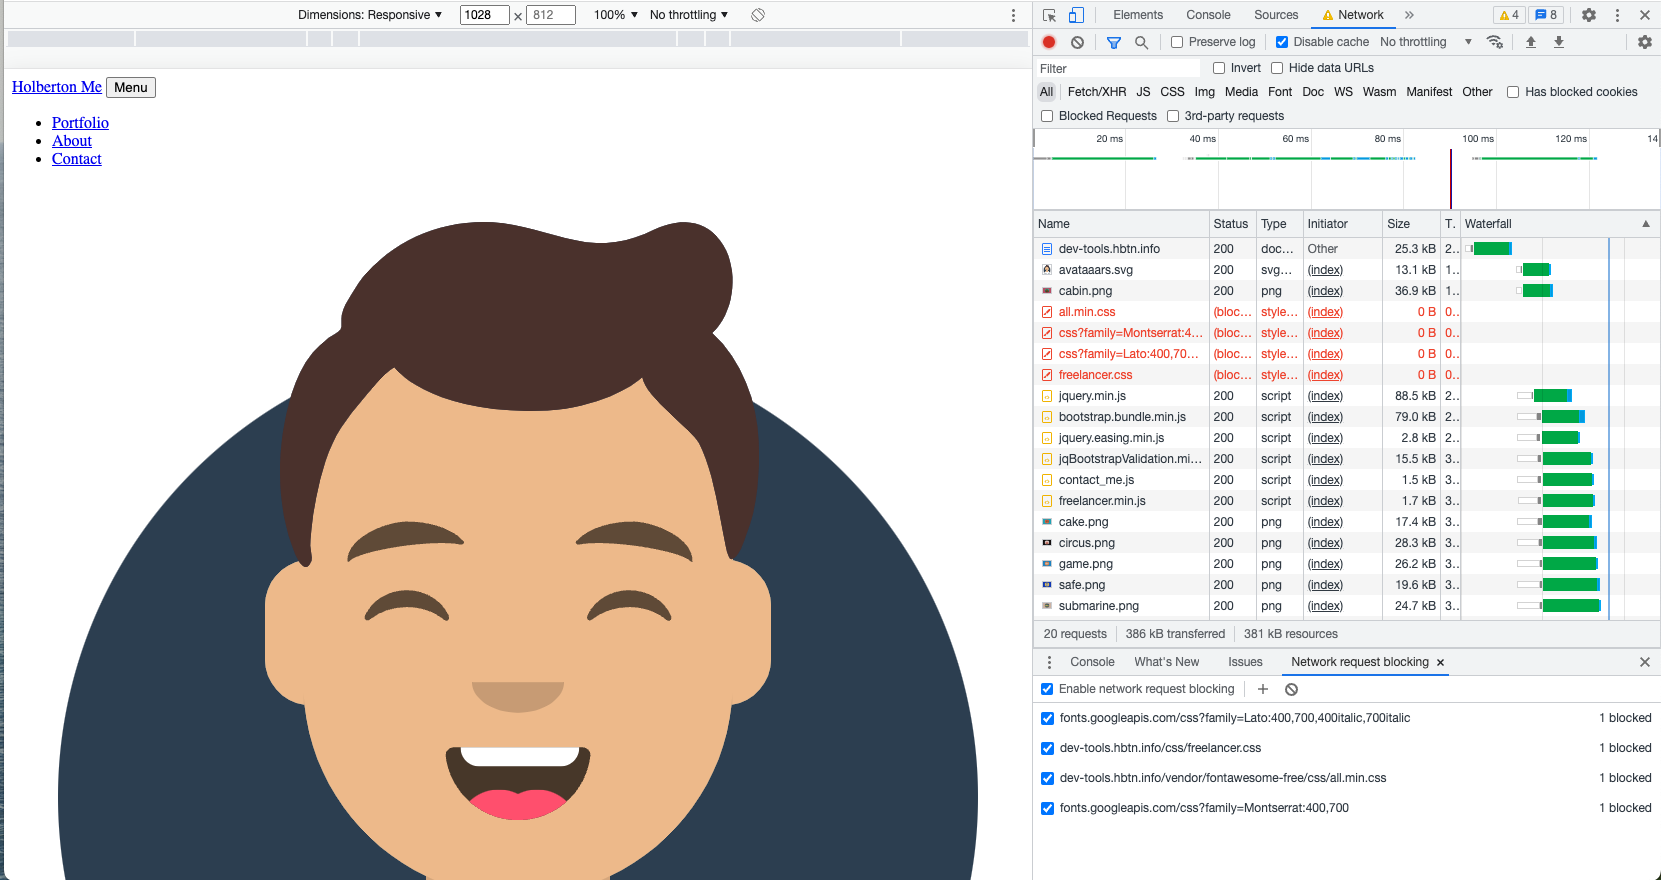 Dimensions: Responsive ▼ 1028 × 812 100% ▼ No throttling ▼
Holberton Me Menu
Portfolio
About
Contact
Elements Console Sources Network » 4 8
Preserve log Disable cache No throttling ▼
Filter Invert Hide data URLs
All Fetch/XHR JS CSS Img Media Font Doc WS Wasm Manifest Other Has blocked cookies
Blocked Requests 3rd-party requests
20 ms 40 ms 60 ms 80 ms 100 ms 120 ms 14
Name Status Type Initiator Size T. Waterfall
dev-tools.hbtn.info 200 doc... Other 25.3 kB 2..
avataaars.svg 200 svg... (index) 13.1 kB 1..
cabin.png 200 png (index) 36.9 kB 1..
all.min.css (bloc... style... (index) 0 B 0..
css?family=Montserrat:4... (bloc... style... (index) 0 B 0..
css?family=Lato:400,70... (bloc... style... (index) 0 B 0..
freelancer.css (bloc... style... (index) 0 B 0..
jquery.min.js 200 script (index) 88.5 kB 2..
bootstrap.bundle.min.js 200 script (index) 79.0 kB 2..
jquery.easing.min.js 200 script (index) 2.8 kB 2..
jqBootstrapValidation.mi... 200 script (index) 15.5 kB 3..
contact_me.js 200 script (index) 1.5 kB 3..
freelancer.min.js 200 script (index) 1.7 kB 3..
cake.png 200 png (index) 17.4 kB 3..
circus.png 200 png (index) 28.3 kB 3..
game.png 200 png (index) 26.2 kB 3..
safe.png 200 png (index) 19.6 kB 3..
submarine.png 200 png (index) 24.7 kB 3..
20 requests 386 kB transferred 381 kB resources
Console What's New Issues Network request blocking ×
Enable network request blocking
fonts.googleapis.com/css?family=Lato:400,700,400italic,700italic 1 blocked
dev-tools.hbtn.info/css/freelancer.css 1 blocked
dev-tools.hbtn.info/vendor/fontawesome-free/css/all.min.css 1 blocked
fonts.googleapis.com/css?family=Montserrat:400,700 1 blocked